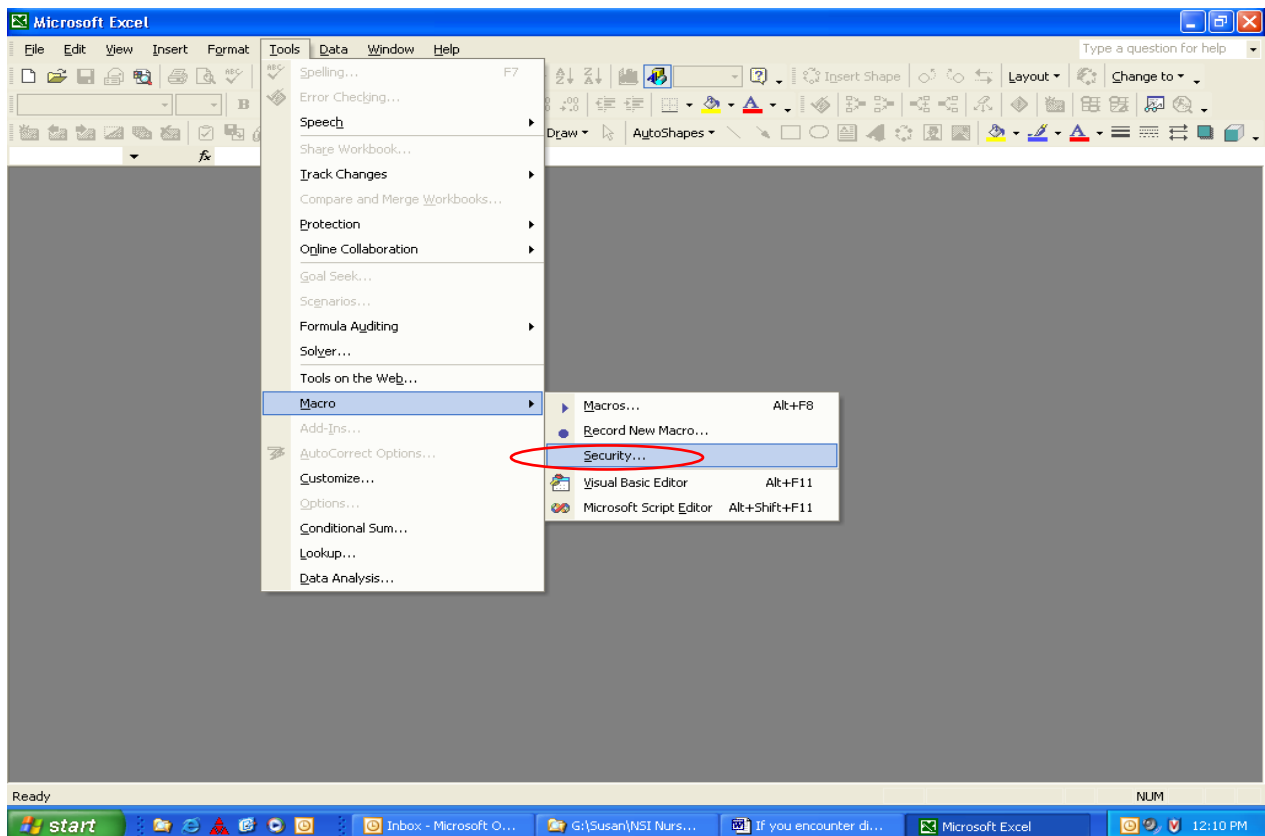 Microsoft Excel
File Edit View Insert Format Tools Data Window Help Type a question for help
Insert Shape Layout Change to
B
Draw AutoShapes
fx
Spelling... F7
Error Checking...
Speech
Share Workbook...
Track Changes
Compare and Merge Workbooks...
Protection
Online Collaboration
Goal Seek...
Scenarios...
Formula Auditing
Solver...
Tools on the Web...
Macro
Add-Ins...
AutoCorrect Options...
Customize...
Options...
Conditional Sum...
Lookup...
Data Analysis...
Macros... Alt+F8
Record New Macro...
Security...
Visual Basic Editor Alt+F11
Microsoft Script Editor Alt+Shift+F11
Ready NUM
start Inbox - Microsoft O... G:\Susan\NSI Nurs... If you encounter di... Microsoft Excel 12:10 PM